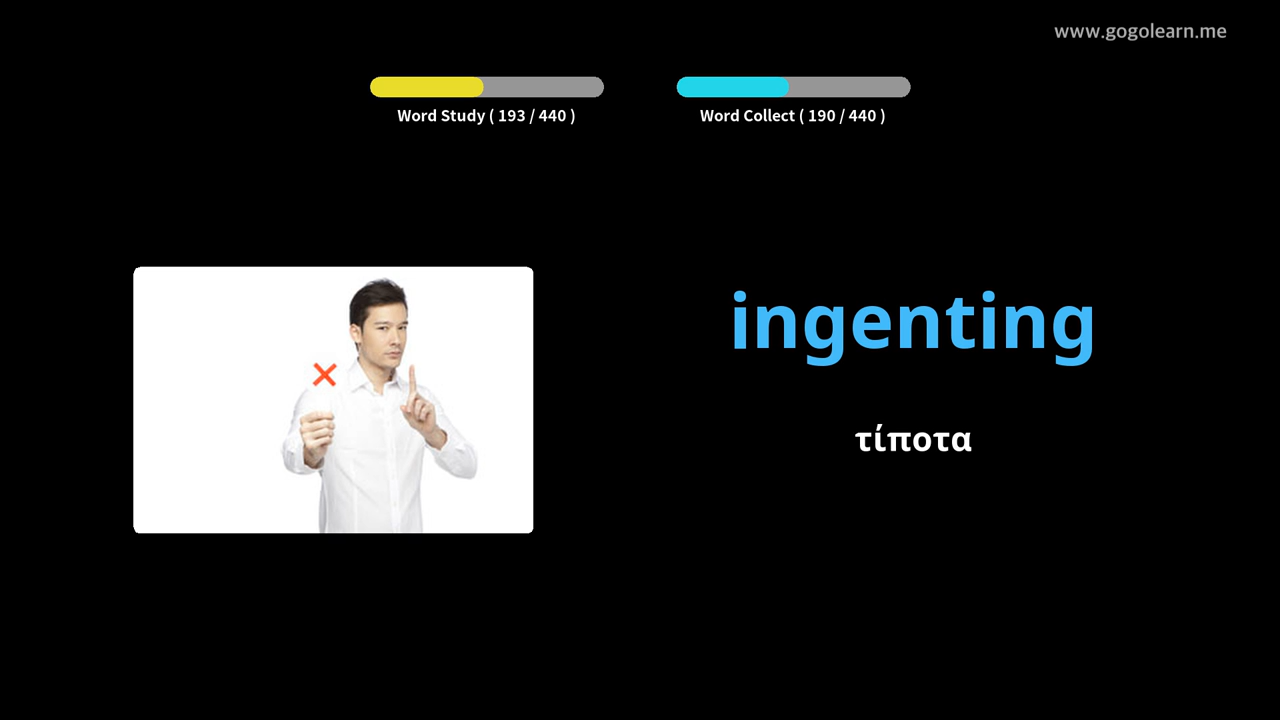 www.gogolearn.me
Word Study ( 193 / 440 )
Word Collect ( 190 / 440 )
ingenting
τίποτα